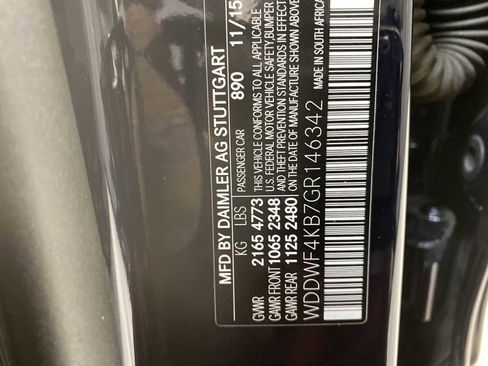 MFD BY DAIMLER AG STUTTGART
890 11/15
KG LBS PASSENGER CAR
GVWR 2165 4773
GAWR FRONT 1065 2348
GAWR REAR 1125 2480
THIS VEHICLE CONFORMS TO ALL APPLICABLE
U.S. FEDERAL MOTOR VEHICLE SAFETY, BUMPER
AND THEFT PREVENTION STANDARDS IN EFFECT
ON THE DATE OF MANUFACTURE SHOWN ABOVE
WDDWF4KB7GR146342 MADE IN SOUTH AFRICA